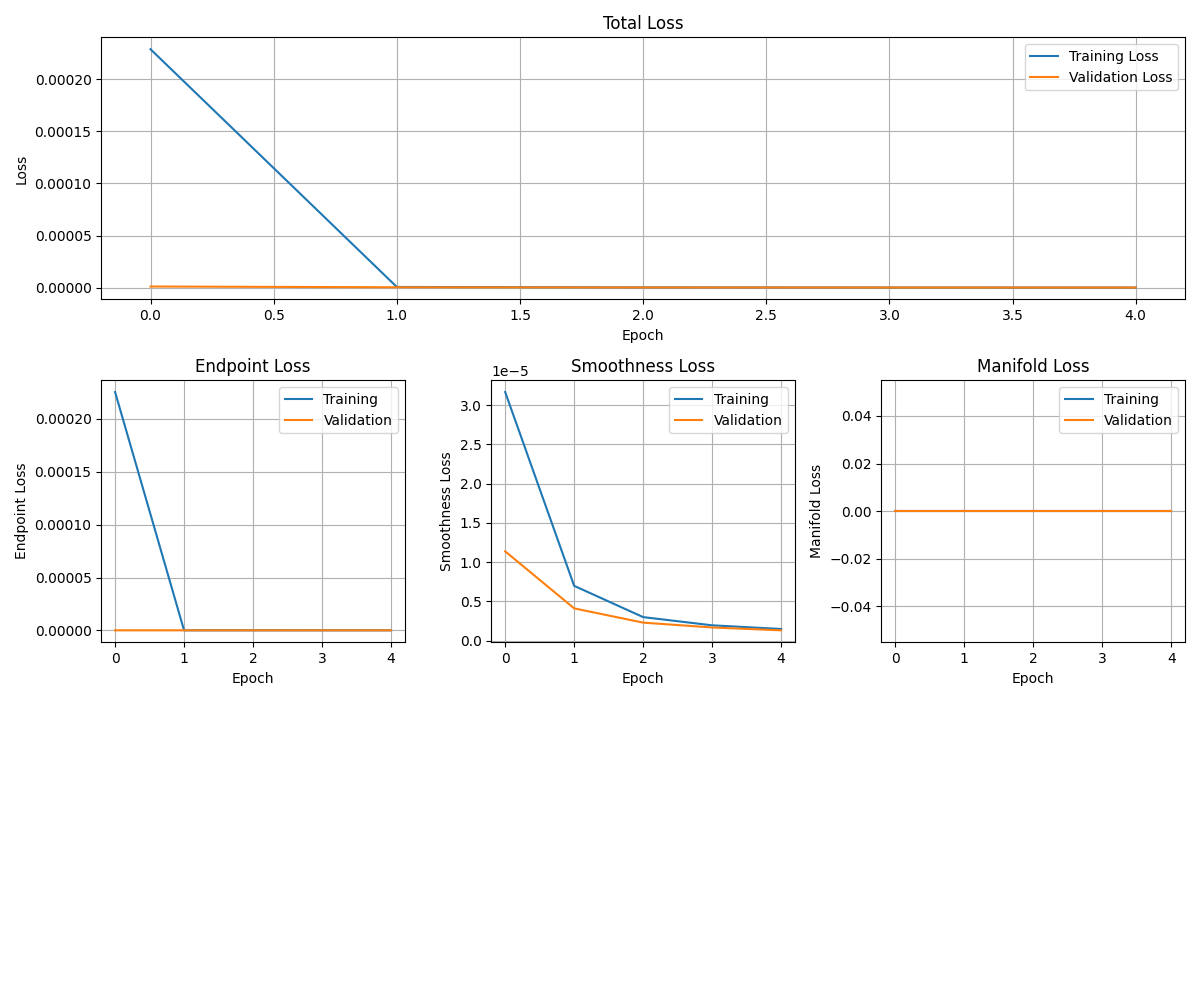 Total Loss
Training Loss
Validation Loss
Loss
0.00020
0.00015
0.00010
0.00005
0.00000
0.0 0.5 1.0 1.5 2.0 2.5 3.0 3.5 4.0
Epoch
Endpoint Loss
Training
Validation
Endpoint Loss
0.00020
0.00015
0.00010
0.00005
0.00000
0 1 2 3 4
Epoch
Smoothness Loss
1e−5
Training
Validation
Smoothness Loss
3.0
2.5
2.0
1.5
1.0
0.5
0.0
0 1 2 3 4
Epoch
Manifold Loss
Training
Validation
Manifold Loss
0.04
0.02
0.00
−0.02
−0.04
0 1 2 3 4
Epoch